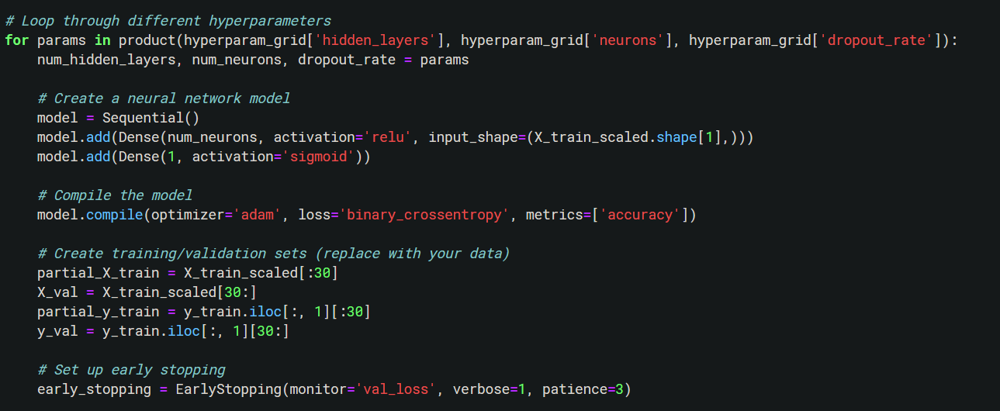 # Loop through different hyperparameters
for params in product(hyperparam_grid['hidden_layers'], hyperparam_grid['neurons'], hyperparam_grid['dropout_rate']):
    num_hidden_layers, num_neurons, dropout_rate = params

    # Create a neural network model
    model = Sequential()
    model.add(Dense(num_neurons, activation='relu', input_shape=(X_train_scaled.shape[1],)))
    model.add(Dense(1, activation='sigmoid'))

    # Compile the model
    model.compile(optimizer='adam', loss='binary_crossentropy', metrics=['accuracy'])

    # Create training/validation sets (replace with your data)
    partial_X_train = X_train_scaled[:30]
    X_val = X_train_scaled[30:]
    partial_y_train = y_train.iloc[:, 1][:30]
    y_val = y_train.iloc[:, 1][30:]

    # Set up early stopping
    early_stopping = EarlyStopping(monitor='val_loss', verbose=1, patience=3)